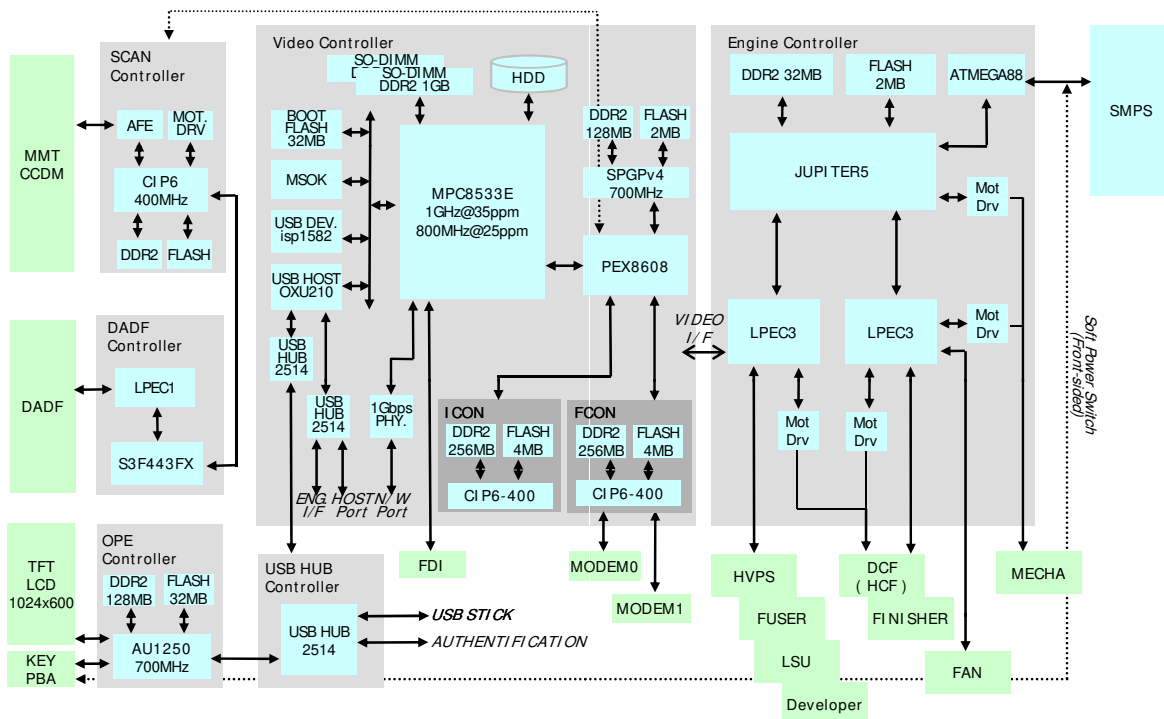 SCAN
Controller
AFE
MOT.
DRV
CIP6
400MHz
DDR2
FLASH
MMT
CCDM
DADF
Controller
LPEC1
S3F443FX
DADF
OPE
Controller
DDR2
128MB
FLASH
32MB
AU1250
700MHz
TFT
LCD
1024x600
KEY
PBA
Video Controller
SO-DIMM
SO-DIMM
DDR2 1GB
HDD
BOOT
FLASH
32MB
MSOK
USB DEV.
isp1582
USB HOST
OXU210
USB
HUB
2514
USB
HUB
2514
1Gbps
PHY.
MPC8533E
1GHz@35ppm
800MHz@25ppm
DDR2
128MB
FLASH
2MB
SPGPv4
700MHz
PEX8608
ICON
DDR2
256MB
FLASH
4MB
CIP6-400
FCON
DDR2
256MB
FLASH
4MB
CIP6-400
ENG.
I/F
HOST
Port
N/W
Port
USB HUB
Controller
USB HUB
2514
USB STICK
AUTHENTIFICATION
FDI
MODEM0
MODEM1
VIDEO
I/F
Engine Controller
DDR2 32MB
FLASH
2MB
ATMEGA88
JUPITER5
Mot
Drv
LPEC3
LPEC3
Mot
Drv
Mot
Drv
Mot
Drv
SMPS
Soft Power Switch
(Front-sided)
HVPS
FUSER
LSU
Developer
DCF
(HCF)
FINISHER
FAN
MECHA